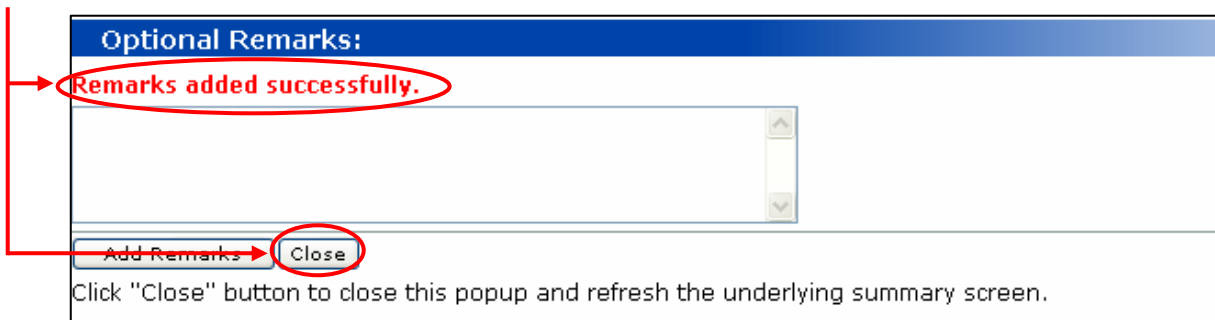 Optional Remarks:
Remarks added successfully.
Add Remarks Close
Click "Close" button to close this popup and refresh the underlying summary screen.